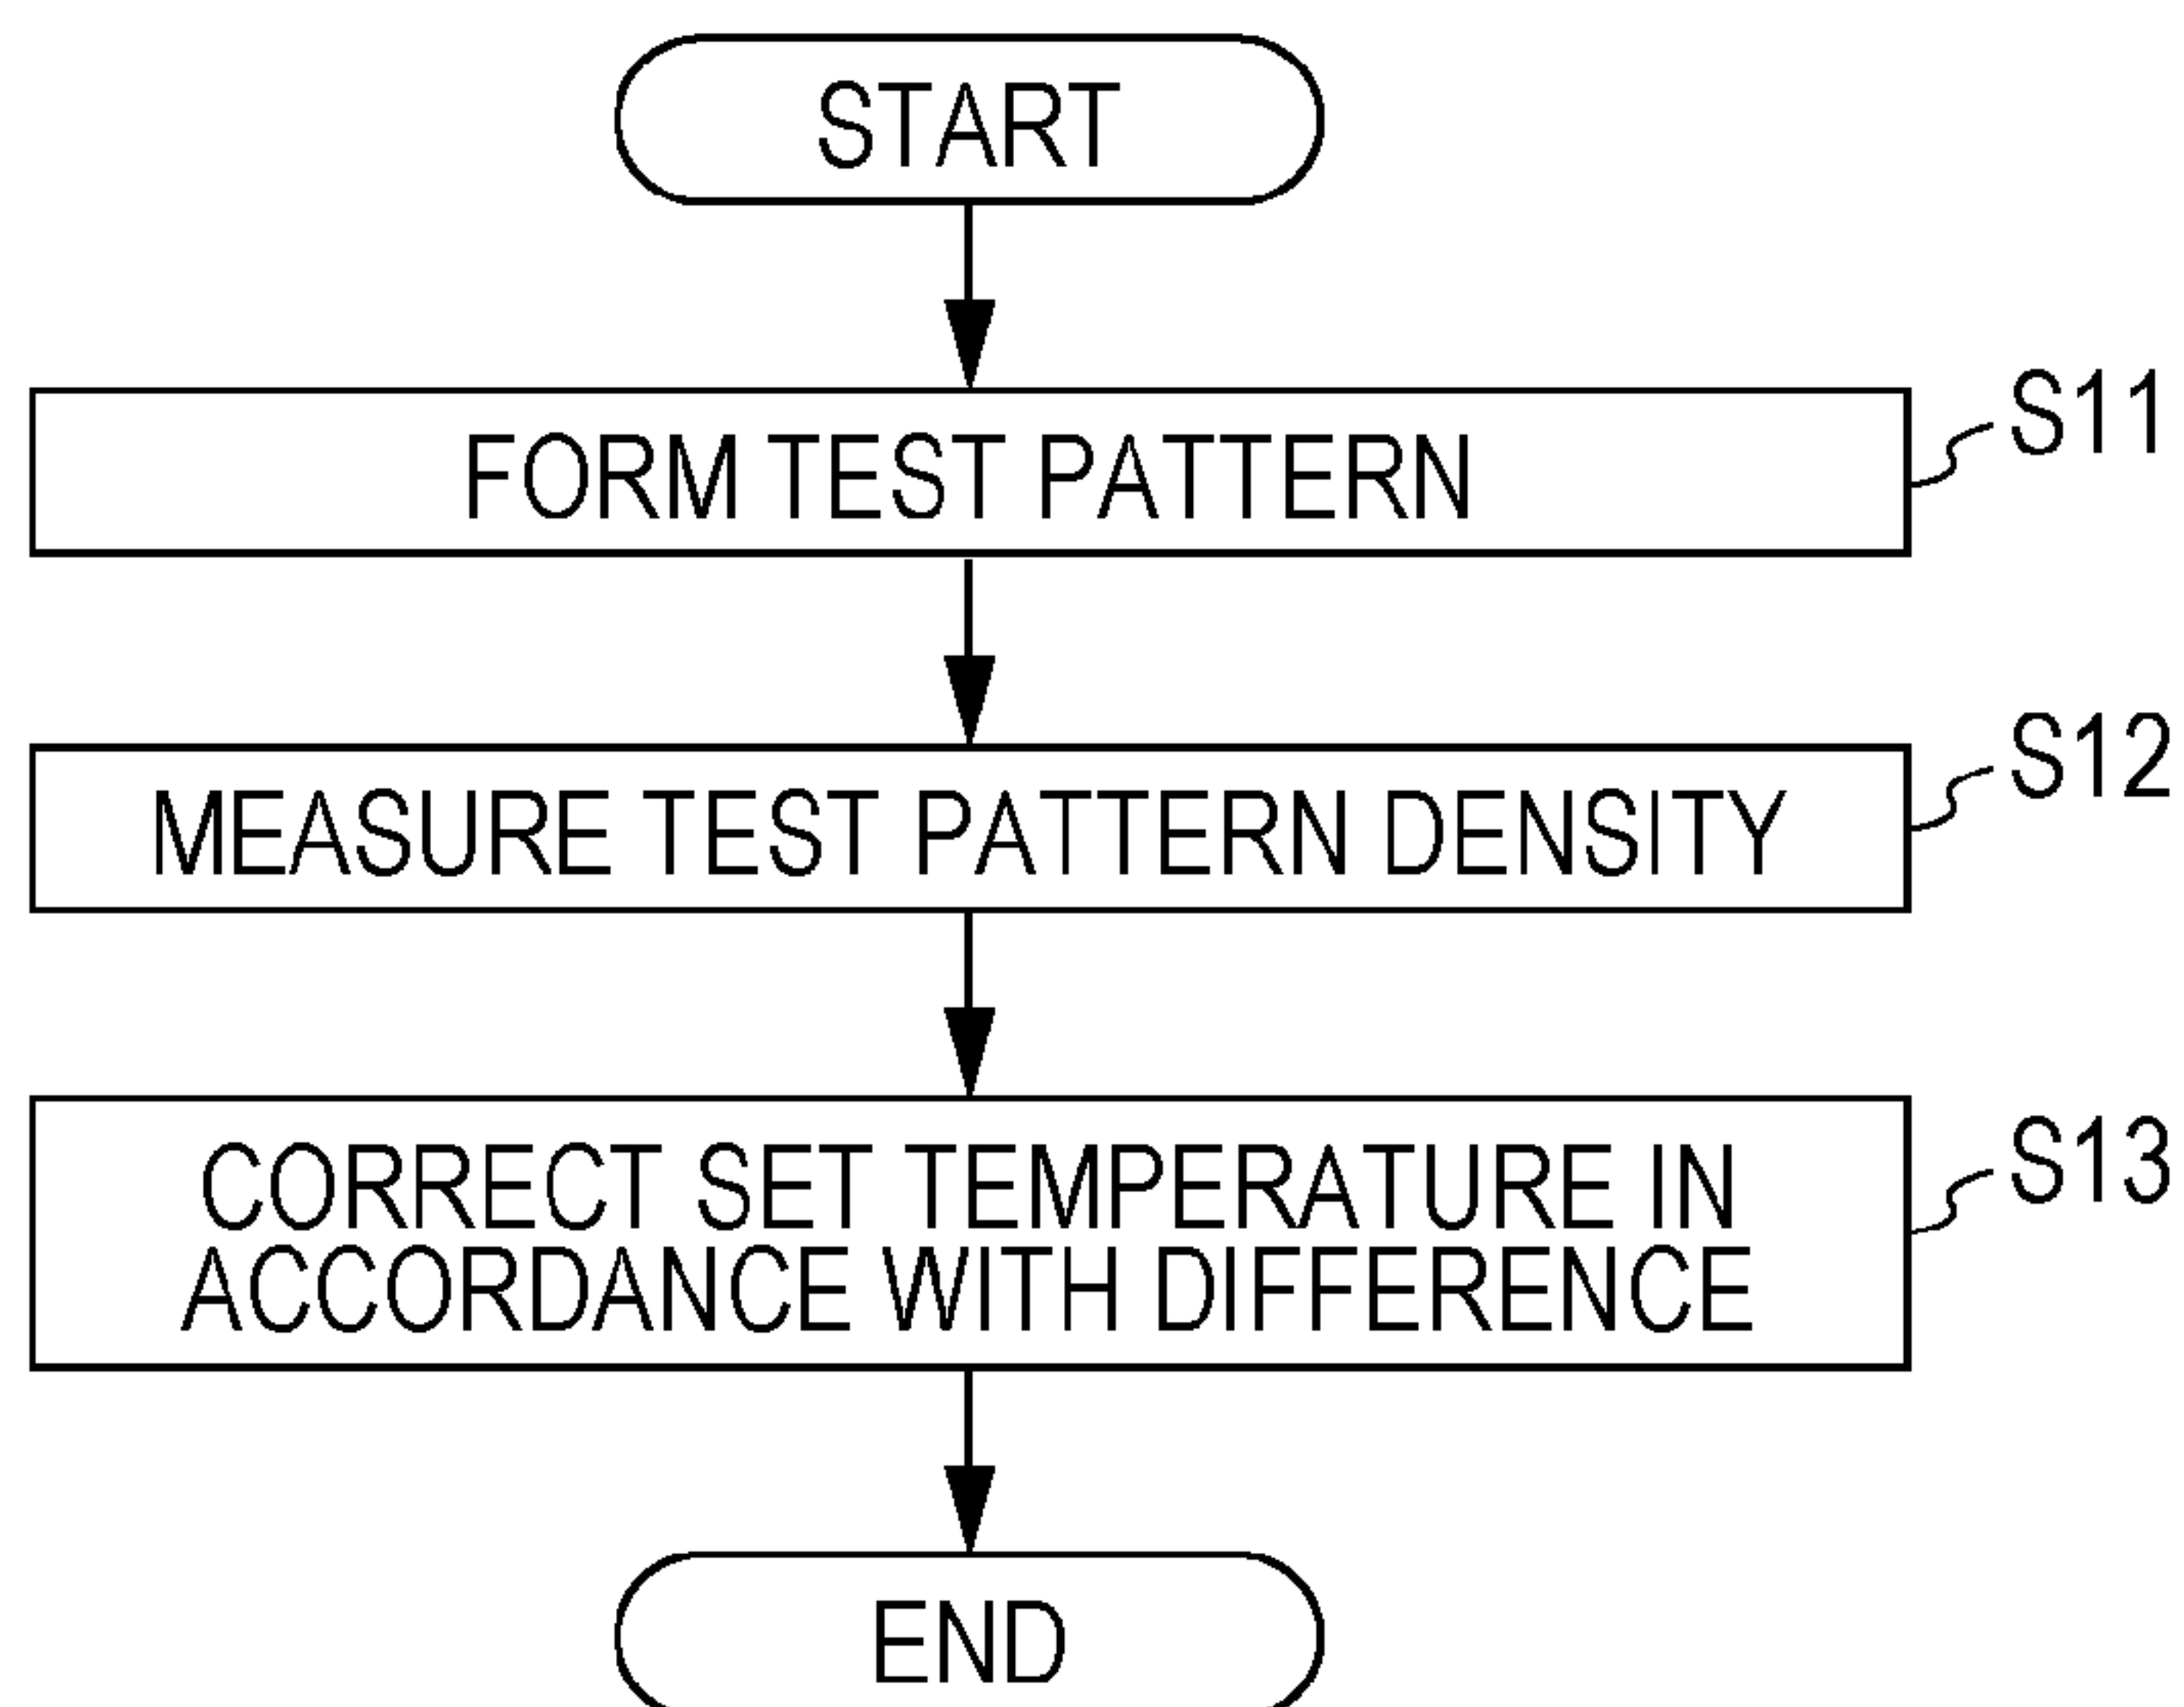 START
FORM TEST PATTERN
S11
MEASURE TEST PATTERN DENSITY
S12
CORRECT SET TEMPERATURE IN
ACCORDANCE WITH DIFFERENCE
S13
END